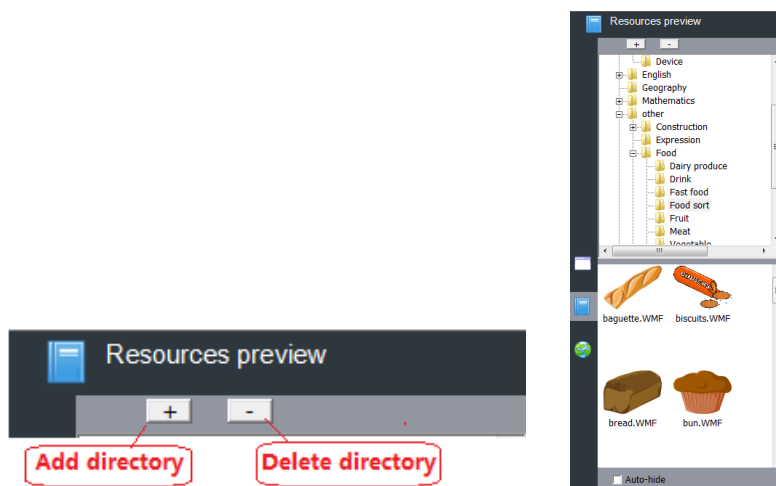 Resources preview
+ -
Add directory
Delete directory
Resources preview
+ -
Device
English
Geography
Mathematics
other
Construction
Expression
Food
Dairy produce
Drink
Fast food
Food sort
Fruit
Meat
Vegetable
baguette.WMF biscuits.WMF
bread.WMF bun.WMF
Auto-hide